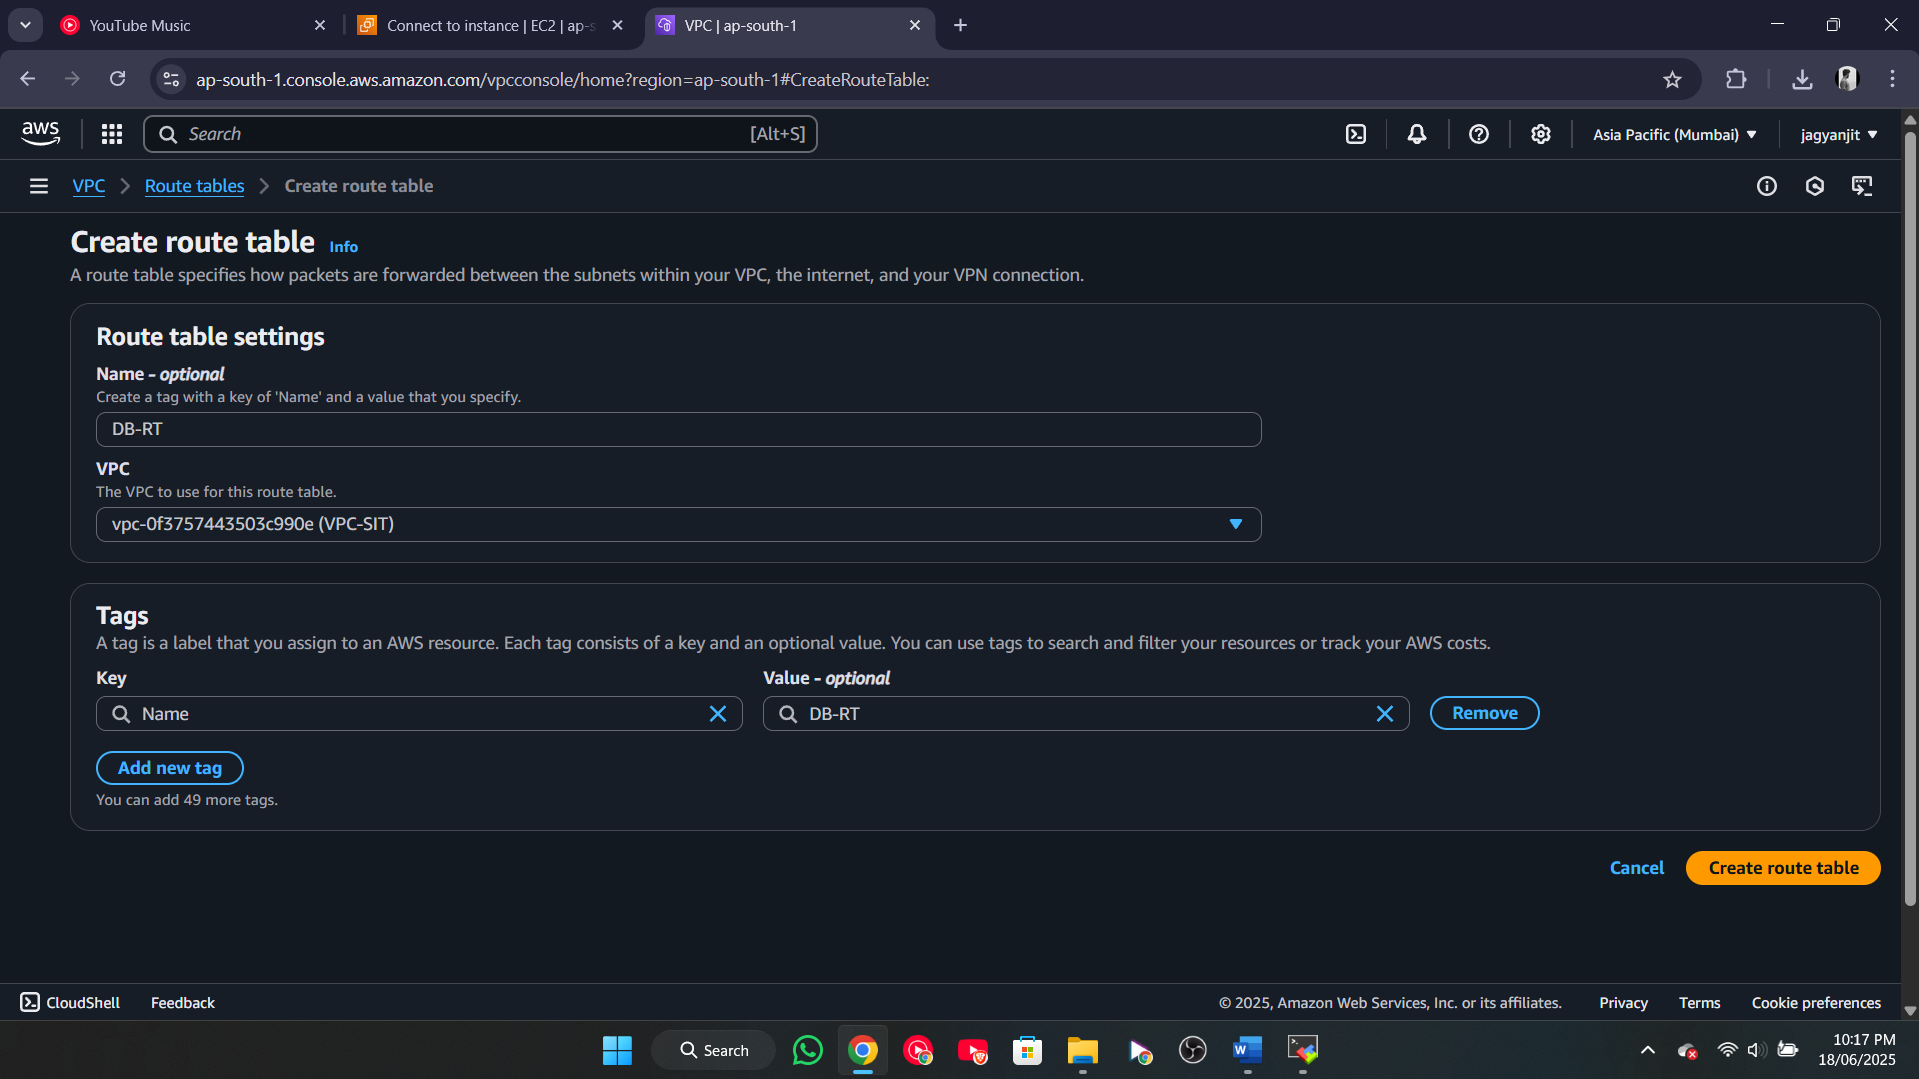 YouTube Music
Connect to instance | EC2 | ap-s
VPC | ap-south-1
ap-south-1.console.aws.amazon.com/vpcconsole/home?region=ap-south-1#CreateRouteTable:
aws
Search
[Alt+S]
Asia Pacific (Mumbai)
jagyanjit
VPC
Route tables
Create route table
Create route table
Info
A route table specifies how packets are forwarded between the subnets within your VPC, the internet, and your VPN connection.
Route table settings
Name - optional
Create a tag with a key of 'Name' and a value that you specify.
DB-RT
VPC
The VPC to use for this route table.
vpc-0f3757443503c990e (VPC-SIT)
Tags
A tag is a label that you assign to an AWS resource. Each tag consists of a key and an optional value. You can use tags to search and filter your resources or track your AWS costs.
Key
Value - optional
Name
DB-RT
Remove
Add new tag
You can add 49 more tags.
Cancel
Create route table
CloudShell
Feedback
© 2025, Amazon Web Services, Inc. or its affiliates.
Privacy
Terms
Cookie preferences
Search
10:17 PM
18/06/2025